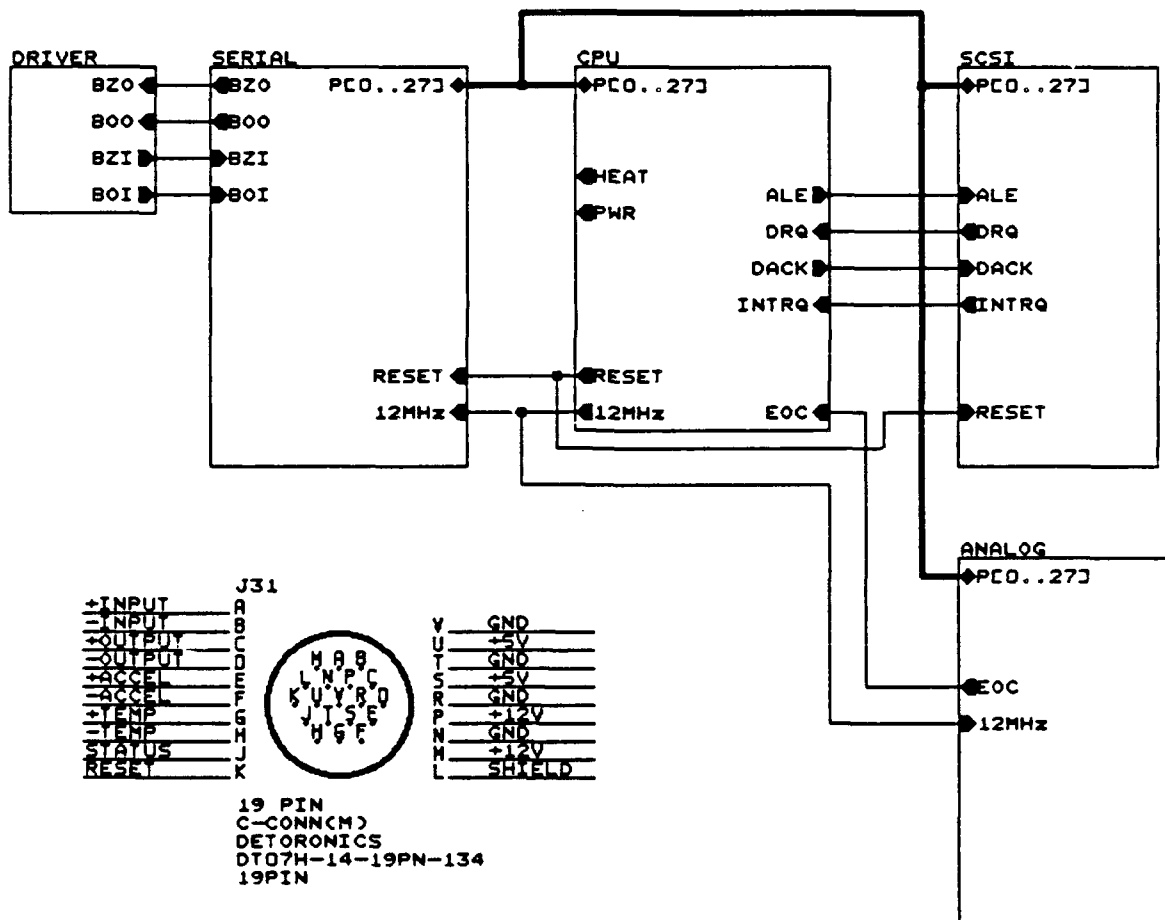 DRIVER
BZO
BOO
BZI
BOI
SERIAL
BZO
BOO
BZI
BOI
P[0..27]
RESET
12MHz
CPU
P[0..27]
HEAT
PWR
RESET
12MHz
ALE
DRQ
DACK
INTRQ
EOC
SCSI
P[0..27]
ALE
DRQ
DACK
INTRQ
RESET
ANALOG
P[0..27]
EOC
12MHz
J31
+INPUT A
-INPUT B
+OUTPUT C
-OUTPUT D
+ACCEL E
-ACCEL F
+TEMP G
-TEMP H
STATUS J
RESET K
M A B
L N P C
K U V R D
J T S E
H G F
V GND
U +5V
T GND
S +5V
R GND
P +12V
N GND
M +12V
L SHIELD
19 PIN
C-CONN(M)
DETORONICS
DT07H-14-19PN-134
19PIN